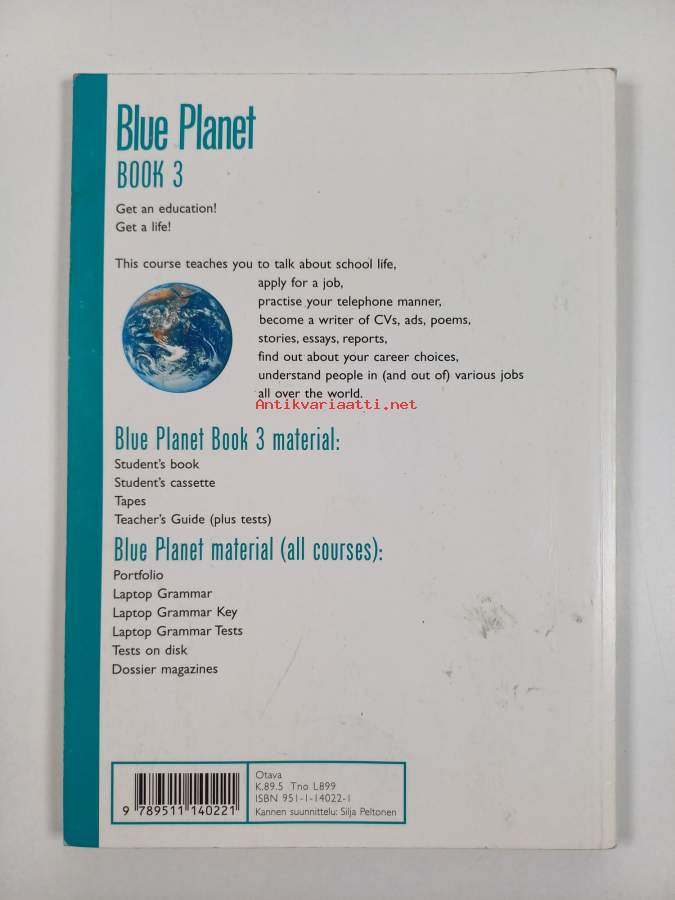 Blue Planet
BOOK 3
Get an education!
Get a life!
This course teaches you to talk about school life,
apply for a job,
practise your telephone manner,
become a writer of CVs, ads, poems,
stories, essays, reports,
find out about your career choices,
understand people in (and out of) various jobs
all over the world.
Antikvariaatti.net
Blue Planet Book 3 material:
Student's book
Student's cassette
Tapes
Teacher's Guide (plus tests)
Blue Planet material (all courses):
Portfolio
Laptop Grammar
Laptop Grammar Key
Laptop Grammar Tests
Tests on disk
Dossier magazines
Otava
K.89.5 Tno L899
ISBN 951-1-14022-1
Kannen suunnittelu: Silja Peltonen
9 789511 140221